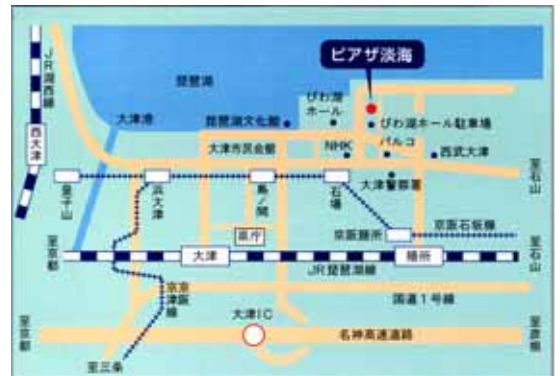 ピアザ淡海
JR湖西線
琵琶湖
びわ湖
ホール
大津港
琵琶湖文化館
びわ湖ホール駐車場
西大津
大津市民会館
NHK
パルコ
西武大津
大津警察署
至石山
皇子山
浜大津
島ノ関
石場
県庁
京阪膳所
京阪石坂線
至京都
大津
膳所
至石山
JR琵琶湖線
京阪
京津線
国道1号線
大津IC
至京都
名神高速道路
至彦根
至三条